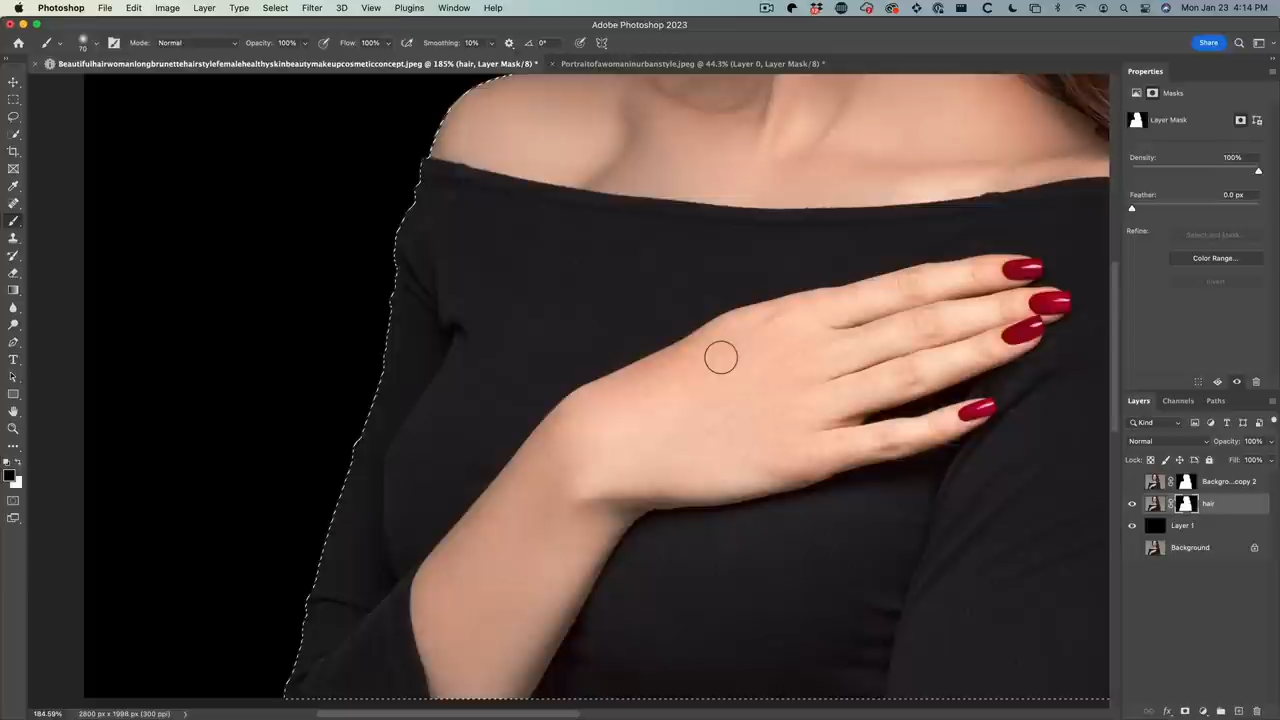 Photoshop File Edit Image Layer Type Select Filter 3D View Plugins Window Help Mon Jan 23 4:14 PM
Adobe Photoshop 2023
70 Mode: Normal Opacity: 100% Flow: 100% Smoothing: 10% 0° Share
Beautifulhairwomanlongbrunettehairstylefemalehealthyskinbeautymakeupcosmeticconcept.jpeg @ 185% (hair, Layer Mask/8) * Portraitofawomaninurbanstyle.jpeg @ 44.3% (Layer 0, Layer Mask/8) *
Properties
Masks
Layer Mask
Density: 100%
Feather: 0.0 px
Refine: Select and Mask...
Color Range...
Invert
Layers Channels Paths
Kind
Normal Opacity: 100%
Lock: Fill: 100%
Backgro...copy 2
hair
Layer 1
Background
184.59% 2800 px x 1996 px (300 ppi)